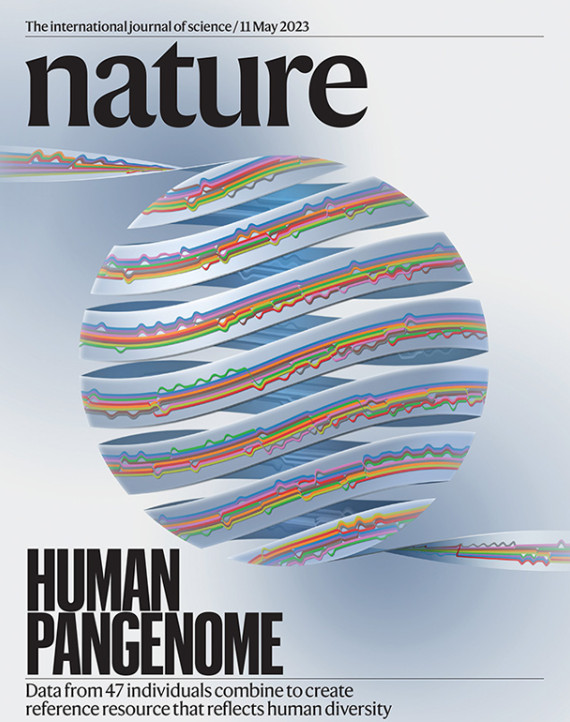 The international journal of science / 11 May 2023
nature
HUMAN
PANGENOME
Data from 47 individuals combine to create
reference resource that reflects human diversity